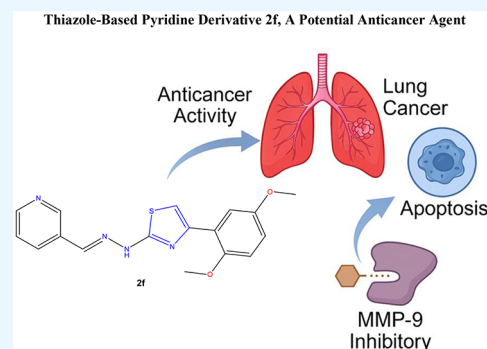 Thiazole-Based Pyridine Derivative 2f, A Potential Anticancer Agent
Anticancer
Activity
Lung
Cancer
Apoptosis
MMP-9
Inhibitory
N
N
N
H
S
N
O
O
2f